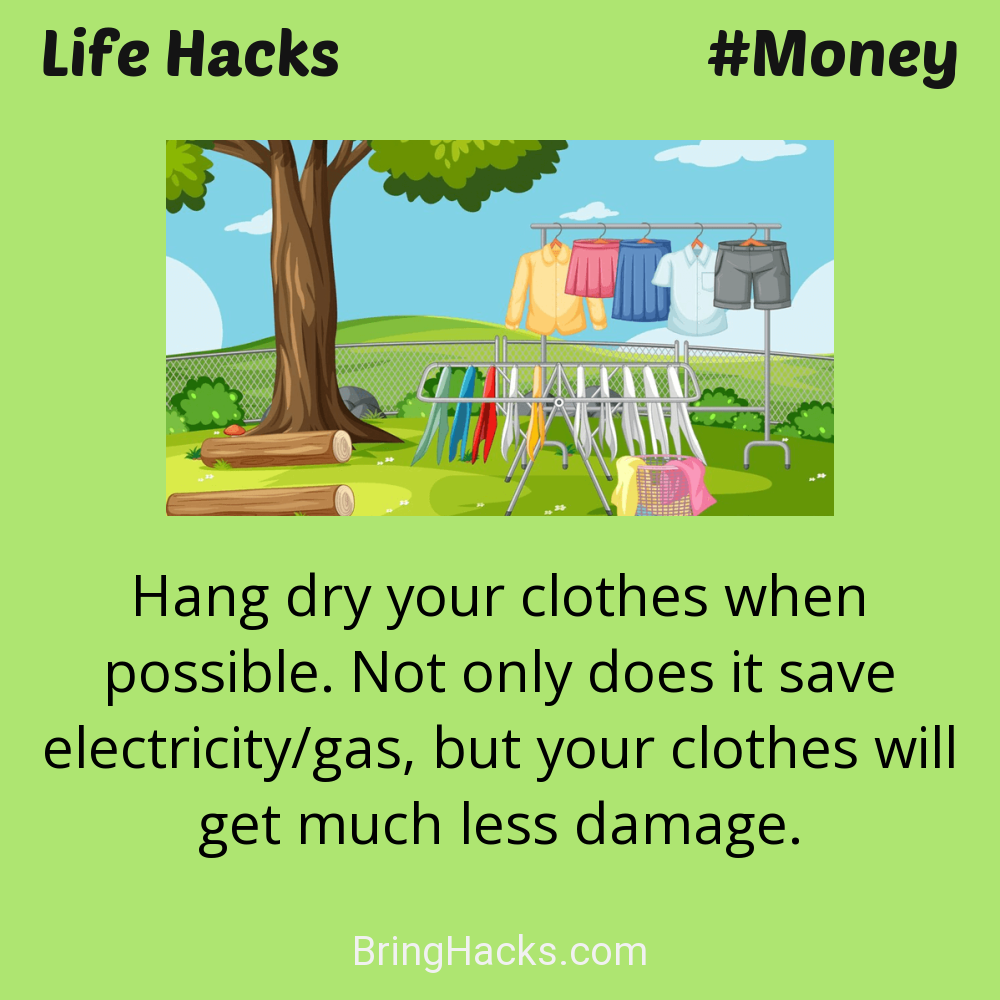 Life Hacks
#Money
Hang dry your clothes when
possible. Not only does it save
electricity/gas, but your clothes will
get much less damage.
BringHacks.com